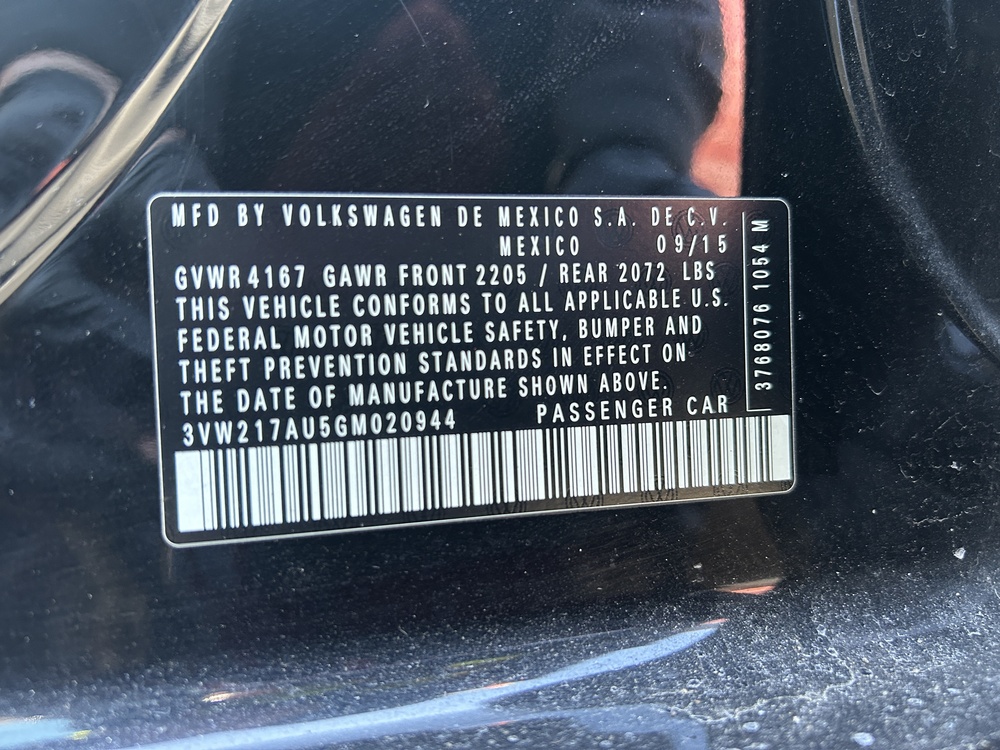 MFD BY VOLKSWAGEN DE MEXICO S.A. DE C.V.
MEXICO 09/15
GVWR 4167 GAWR FRONT 2205 / REAR 2072 LBS
THIS VEHICLE CONFORMS TO ALL APPLICABLE U.S.
FEDERAL MOTOR VEHICLE SAFETY, BUMPER AND
THEFT PREVENTION STANDARDS IN EFFECT ON
THE DATE OF MANUFACTURE SHOWN ABOVE.
3VW217AU5GM020944 PASSENGER CAR
3768076 1054 M